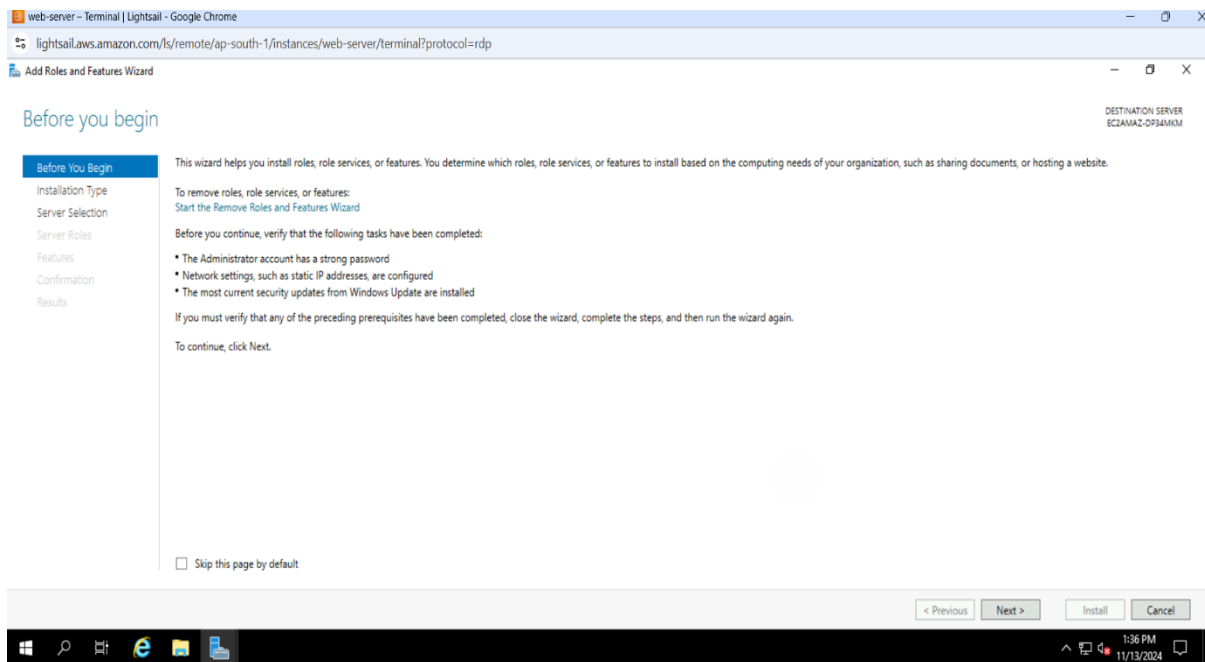 web-server – Terminal | Lightsail - Google Chrome
lightsail.aws.amazon.com/ls/remote/ap-south-1/instances/web-server/terminal?protocol=rdp
Add Roles and Features Wizard
Before you begin
DESTINATION SERVER
EC2AMAZ-DP34MKM
Before You Begin
Installation Type
Server Selection
Server Roles
Features
Confirmation
Results
This wizard helps you install roles, role services, or features. You determine which roles, role services, or features to install based on the computing needs of your organization, such as sharing documents, or hosting a website.
To remove roles, role services, or features:
Start the Remove Roles and Features Wizard
Before you continue, verify that the following tasks have been completed:
• The Administrator account has a strong password
• Network settings, such as static IP addresses, are configured
• The most current security updates from Windows Update are installed
If you must verify that any of the preceding prerequisites have been completed, close the wizard, complete the steps, and then run the wizard again.
To continue, click Next.
Skip this page by default
< Previous Next > Install Cancel
1:36 PM
11/13/2024